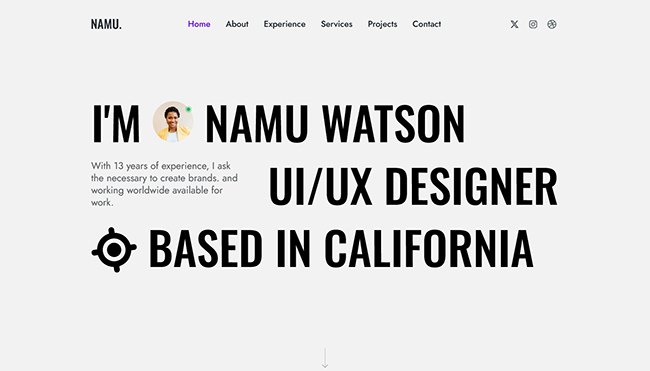 NAMU.
Home About Experience Services Projects Contact
I'M NAMU WATSON
With 13 years of experience, I ask
the necessary to create brands. and
working worldwide available for
work.
UI/UX DESIGNER
BASED IN CALIFORNIA